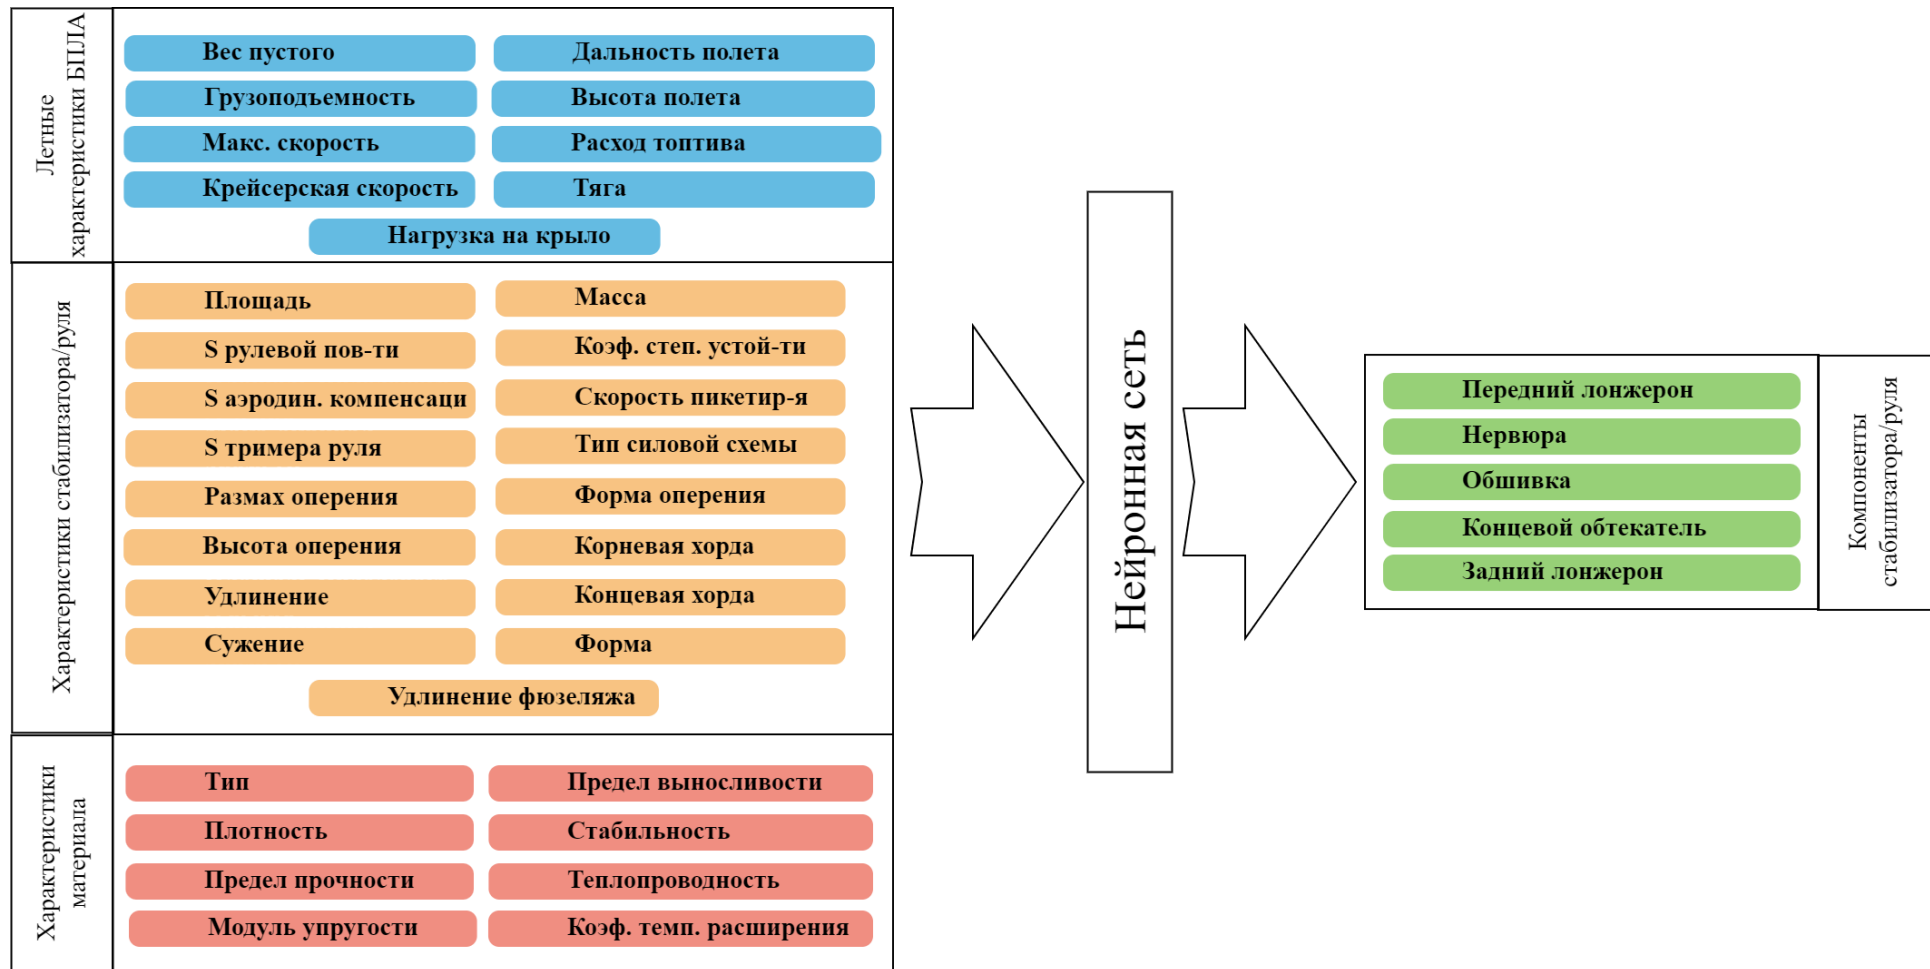 Летные
характеристики БПЛА
Вес пустого
Дальность полета
Грузоподъемность
Высота полета
Макс. скорость
Расход топтива
Крейсерская скорость
Тяга
Нагрузка на крыло
Характеристики стабилизатора/руля
Площадь
Масса
S рулевой пов-ти
Коэф. степ. устой-ти
S аэродин. компенсаци
Скорость пикетир-я
S тримера руля
Тип силовой схемы
Размах оперения
Форма оперения
Высота оперения
Корневая хорда
Удлинение
Концевая хорда
Сужение
Форма
Удлинение фюзеляжа
Характеристики
материала
Тип
Предел выносливости
Плотность
Стабильность
Предел прочности
Теплопроводность
Модуль упругости
Коэф. темп. расширения
Нейронная сеть
Передний лонжерон
Нервюра
Обшивка
Концевой обтекатель
Задний лонжерон
Компоненты
стабилизатора/руля